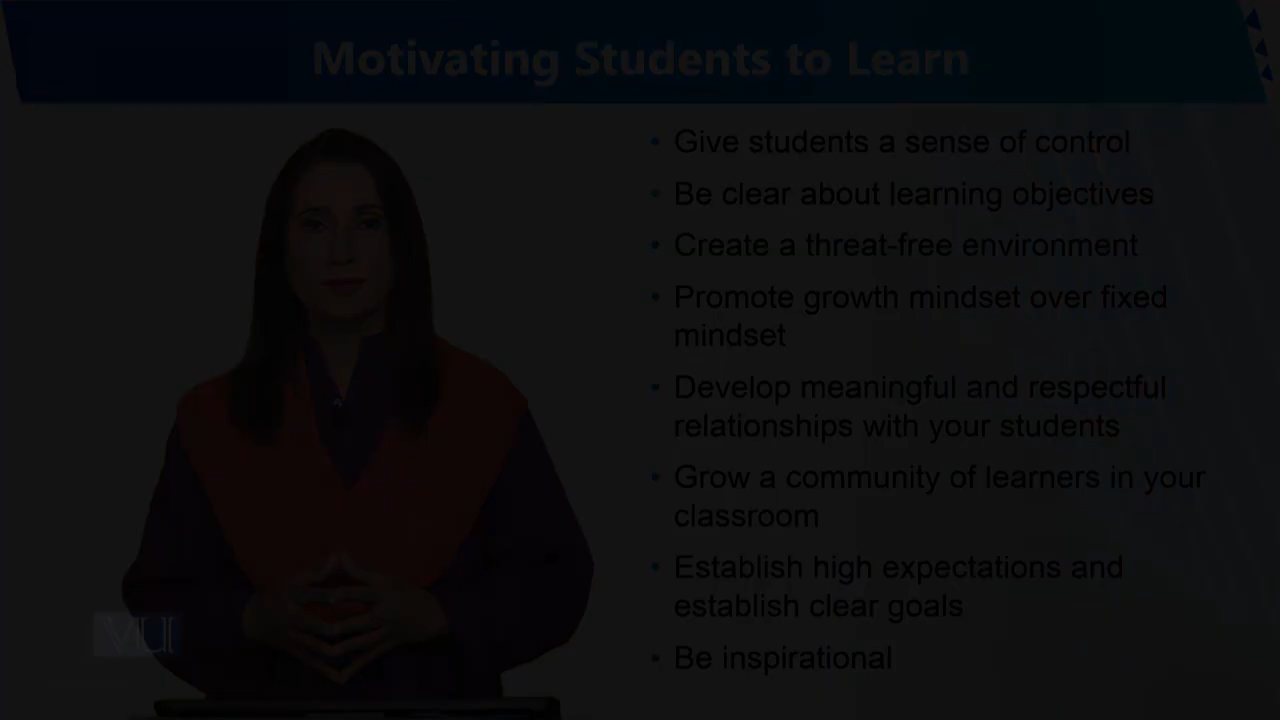 Motivating Students to Learn
• Give students a sense of control
• Be clear about learning objectives
• Create a threat-free environment
• Promote growth mindset over fixed
mindset
• Develop meaningful and respectful
relationships with your students
• Grow a community of learners in your
classroom
• Establish high expectations and
establish clear goals
• Be inspirational
VU